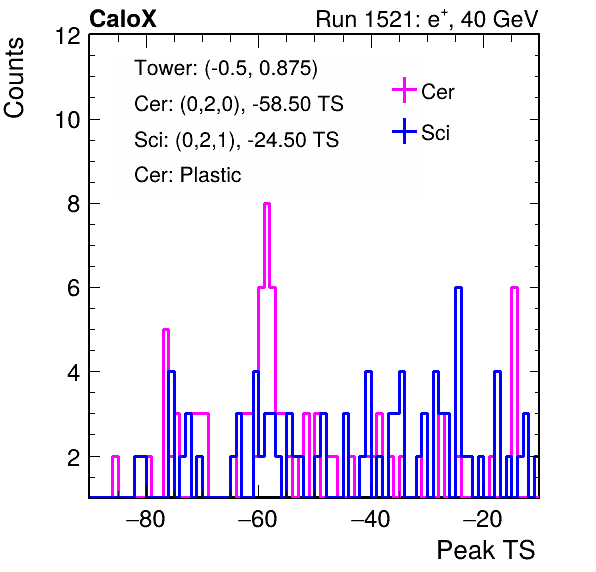 CaloX Run 1521: e⁺, 40 GeV
Counts
12
10
8
6
4
2
Tower: (-0.5, 0.875)
Cer: (0,2,0), -58.50 TS
Sci: (0,2,1), -24.50 TS
Cer: Plastic
Cer
Sci
−80 −60 −40 −20
Peak TS